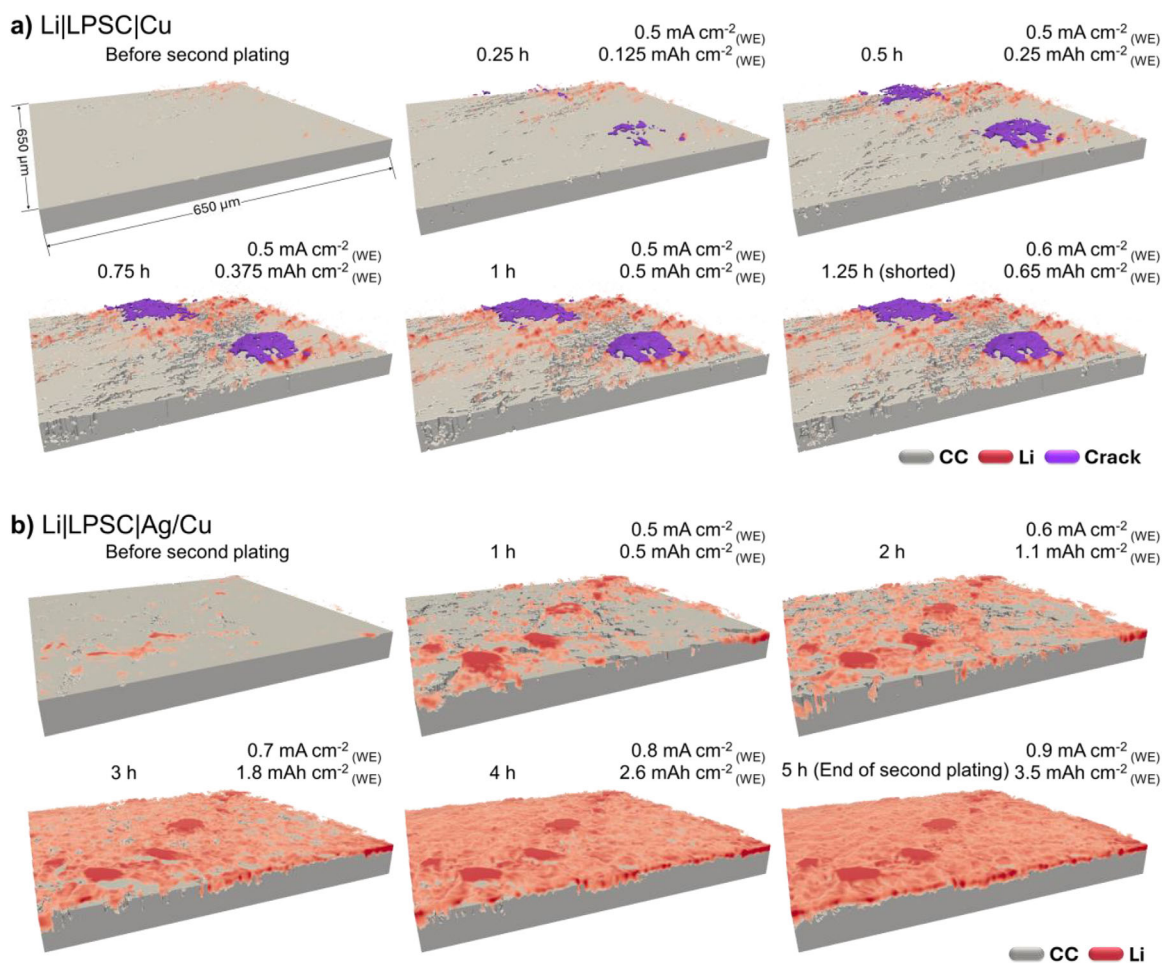 a) Li|LPSC|Cu
Before second plating
0.25 h
0.5 mA cm⁻² (WE)
0.125 mAh cm⁻² (WE)
0.5 h
0.5 mA cm⁻² (WE)
0.25 mAh cm⁻² (WE)
650 µm
650 µm
0.75 h
0.5 mA cm⁻² (WE)
0.375 mAh cm⁻² (WE)
1 h
0.5 mA cm⁻² (WE)
0.5 mAh cm⁻² (WE)
1.25 h (shorted)
0.6 mA cm⁻² (WE)
0.65 mAh cm⁻² (WE)
CC Li Crack
b) Li|LPSC|Ag/Cu
Before second plating
1 h
0.5 mA cm⁻² (WE)
0.5 mAh cm⁻² (WE)
2 h
0.6 mA cm⁻² (WE)
1.1 mAh cm⁻² (WE)
3 h
0.7 mA cm⁻² (WE)
1.8 mAh cm⁻² (WE)
4 h
0.8 mA cm⁻² (WE)
2.6 mAh cm⁻² (WE)
5 h (End of second plating)
0.9 mA cm⁻² (WE)
3.5 mAh cm⁻² (WE)
CC Li